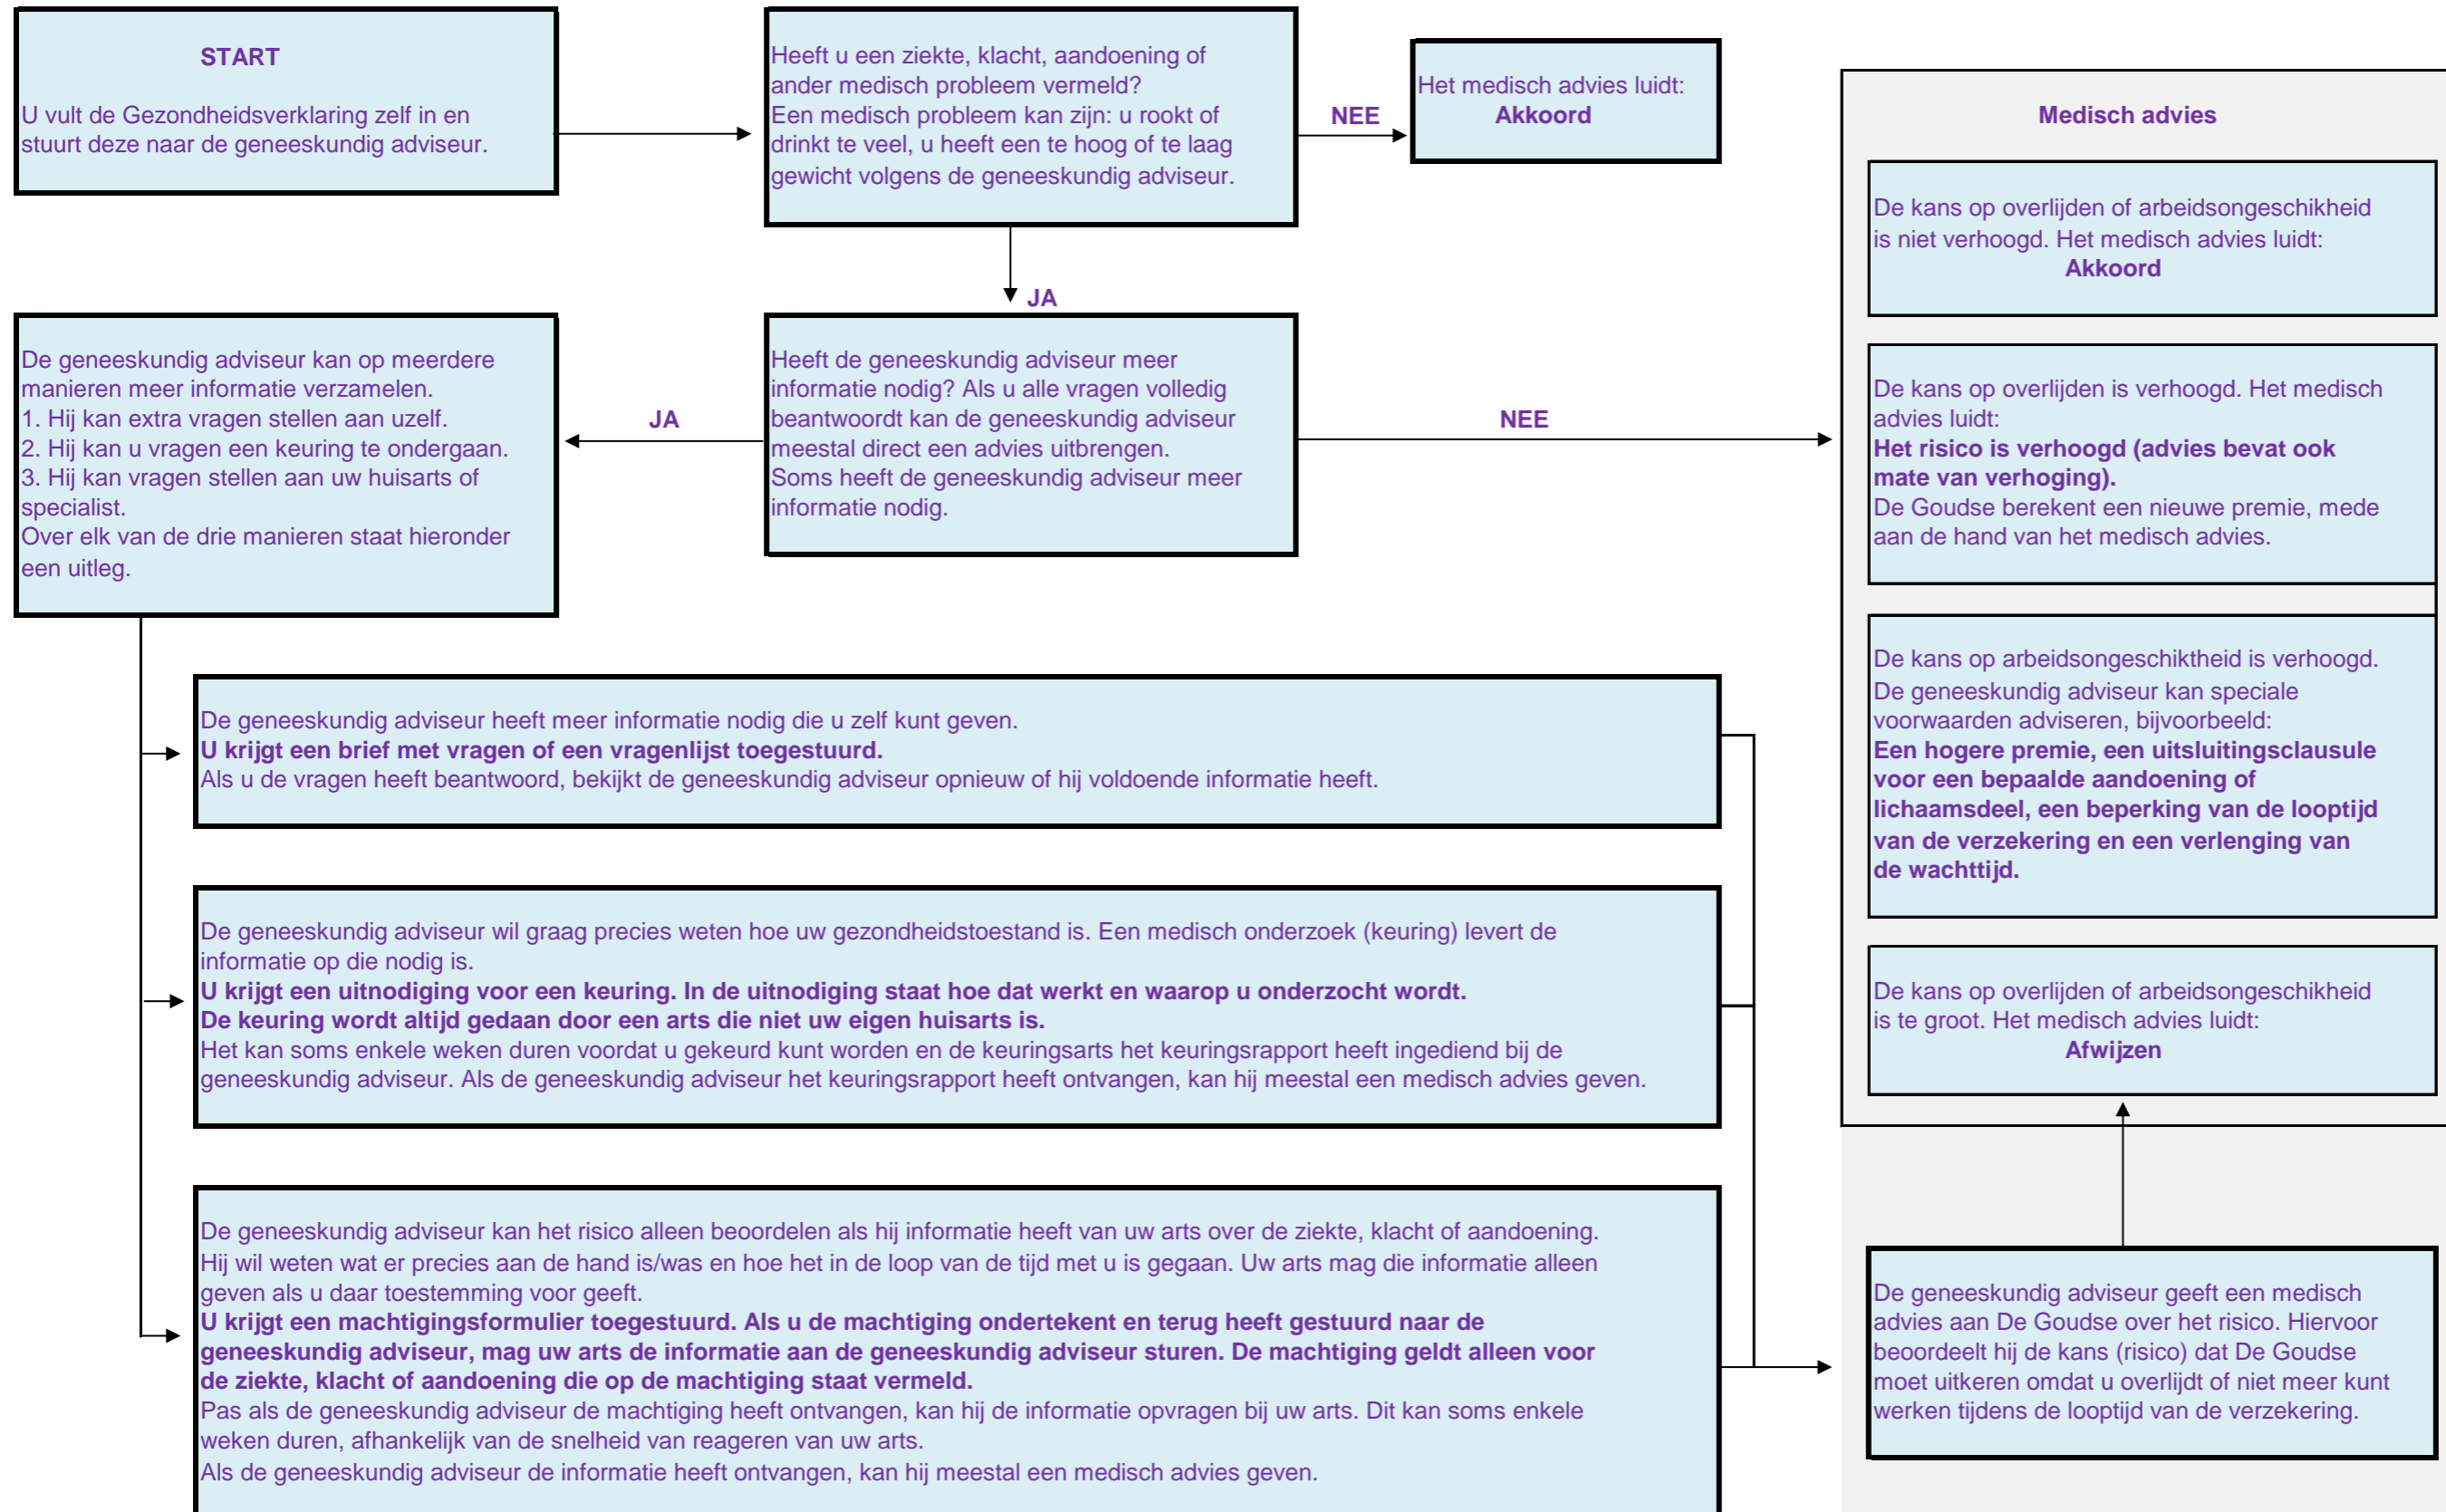 START
U vult de Gezondheidsverklaring zelf in en
stuurt deze naar de geneeskundig adviseur.
Heeft u een ziekte, klacht, aandoening of
ander medisch probleem vermeld?
Een medisch probleem kan zijn: u rookt of
drinkt te veel, u heeft een te hoog of te laag
gewicht volgens de geneeskundig adviseur.
NEE
Het medisch advies luidt:
Akkoord
JA
Heeft de geneeskundig adviseur meer
informatie nodig? Als u alle vragen volledig
beantwoordt kan de geneeskundig adviseur
meestal direct een advies uitbrengen.
Soms heeft de geneeskundig adviseur meer
informatie nodig.
JA
NEE
De geneeskundig adviseur kan op meerdere
manieren meer informatie verzamelen.
1. Hij kan extra vragen stellen aan uzelf.
2. Hij kan u vragen een keuring te ondergaan.
3. Hij kan vragen stellen aan uw huisarts of
specialist.
Over elk van de drie manieren staat hieronder
een uitleg.
De geneeskundig adviseur heeft meer informatie nodig die u zelf kunt geven.
U krijgt een brief met vragen of een vragenlijst toegestuurd.
Als u de vragen heeft beantwoord, bekijkt de geneeskundig adviseur opnieuw of hij voldoende informatie heeft.
De geneeskundig adviseur wil graag precies weten hoe uw gezondheidstoestand is. Een medisch onderzoek (keuring) levert de
informatie op die nodig is.
U krijgt een uitnodiging voor een keuring. In de uitnodiging staat hoe dat werkt en waarop u onderzocht wordt.
De keuring wordt altijd gedaan door een arts die niet uw eigen huisarts is.
Het kan soms enkele weken duren voordat u gekeurd kunt worden en de keuringsarts het keuringsrapport heeft ingediend bij de
geneeskundig adviseur. Als de geneeskundig adviseur het keuringsrapport heeft ontvangen, kan hij meestal een medisch advies geven.
De geneeskundig adviseur kan het risico alleen beoordelen als hij informatie heeft van uw arts over de ziekte, klacht of aandoening.
Hij wil weten wat er precies aan de hand is/was en hoe het in de loop van de tijd met u is gegaan. Uw arts mag die informatie alleen
geven als u daar toestemming voor geeft.
U krijgt een machtigingsformulier toegestuurd. Als u de machtiging ondertekent en terug heeft gestuurd naar de
geneeskundig adviseur, mag uw arts de informatie aan de geneeskundig adviseur sturen. De machtiging geldt alleen voor
de ziekte, klacht of aandoening die op de machtiging staat vermeld.
Pas als de geneeskundig adviseur de machtiging heeft ontvangen, kan hij de informatie opvragen bij uw arts. Dit kan soms enkele
weken duren, afhankelijk van de snelheid van reageren van uw arts.
Als de geneeskundig adviseur de informatie heeft ontvangen, kan hij meestal een medisch advies geven.
Medisch advies
De kans op overlijden of arbeidsongeschikheid
is niet verhoogd. Het medisch advies luidt:
Akkoord
De kans op overlijden is verhoogd. Het medisch
advies luidt:
Het risico is verhoogd (advies bevat ook
mate van verhoging).
De Goudse berekent een nieuwe premie, mede
aan de hand van het medisch advies.
De kans op arbeidsongeschiktheid is verhoogd.
De geneeskundig adviseur kan speciale
voorwaarden adviseren, bijvoorbeeld:
Een hogere premie, een uitsluitingsclausule
voor een bepaalde aandoening of
lichaamsdeel, een beperking van de looptijd
van de verzekering en een verlenging van
de wachttijd.
De kans op overlijden of arbeidsongeschikheid
is te groot. Het medisch advies luidt:
Afwijzen
De geneeskundig adviseur geeft een medisch
advies aan De Goudse over het risico. Hiervoor
beoordeelt hij de kans (risico) dat De Goudse
moet uitkeren omdat u overlijdt of niet meer kunt
werken tijdens de looptijd van de verzekering.